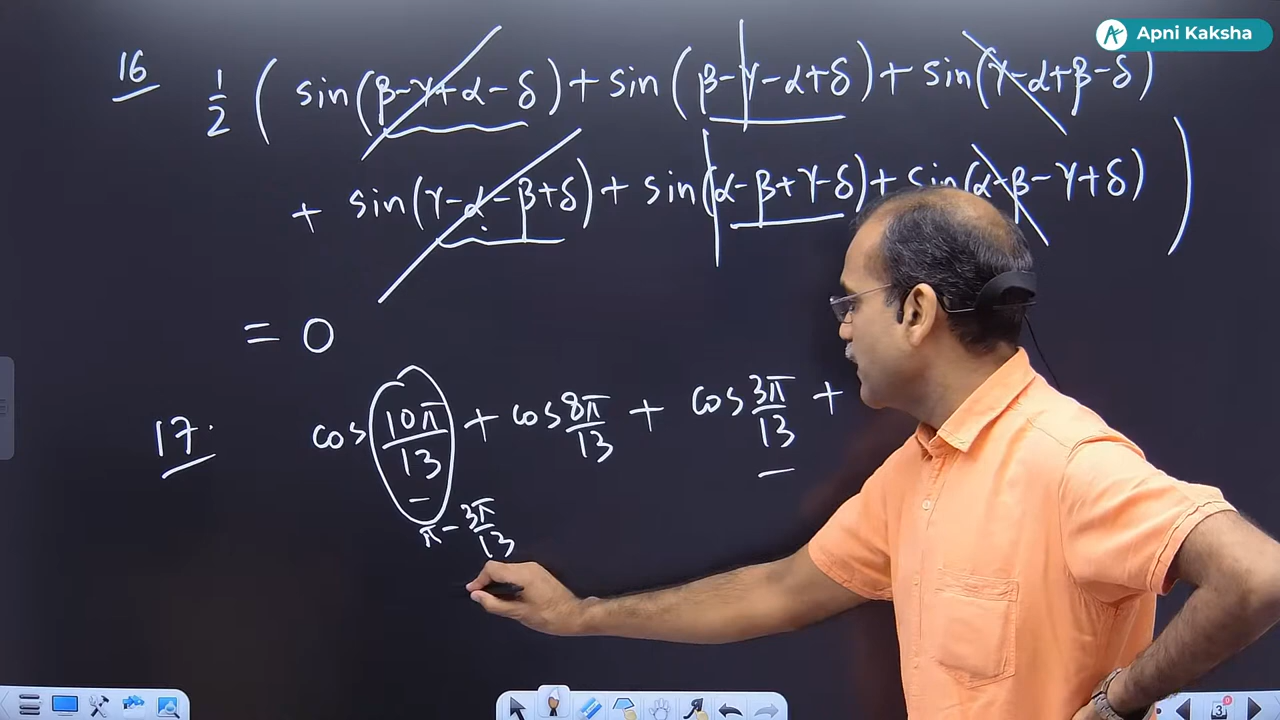 Apni Kaksha
16 1/2 ( sin(β-γ+α-δ) + sin (β-γ-α+δ) + sin(γ-α+β-δ)
+ sin(γ-α-β+δ) + sin(α-β+γ-δ) + sin(α-β-γ+δ) )
= 0
17. cos 10π/13 + cos 8π/13 + cos 3π/13 +
π - 3π/13
3